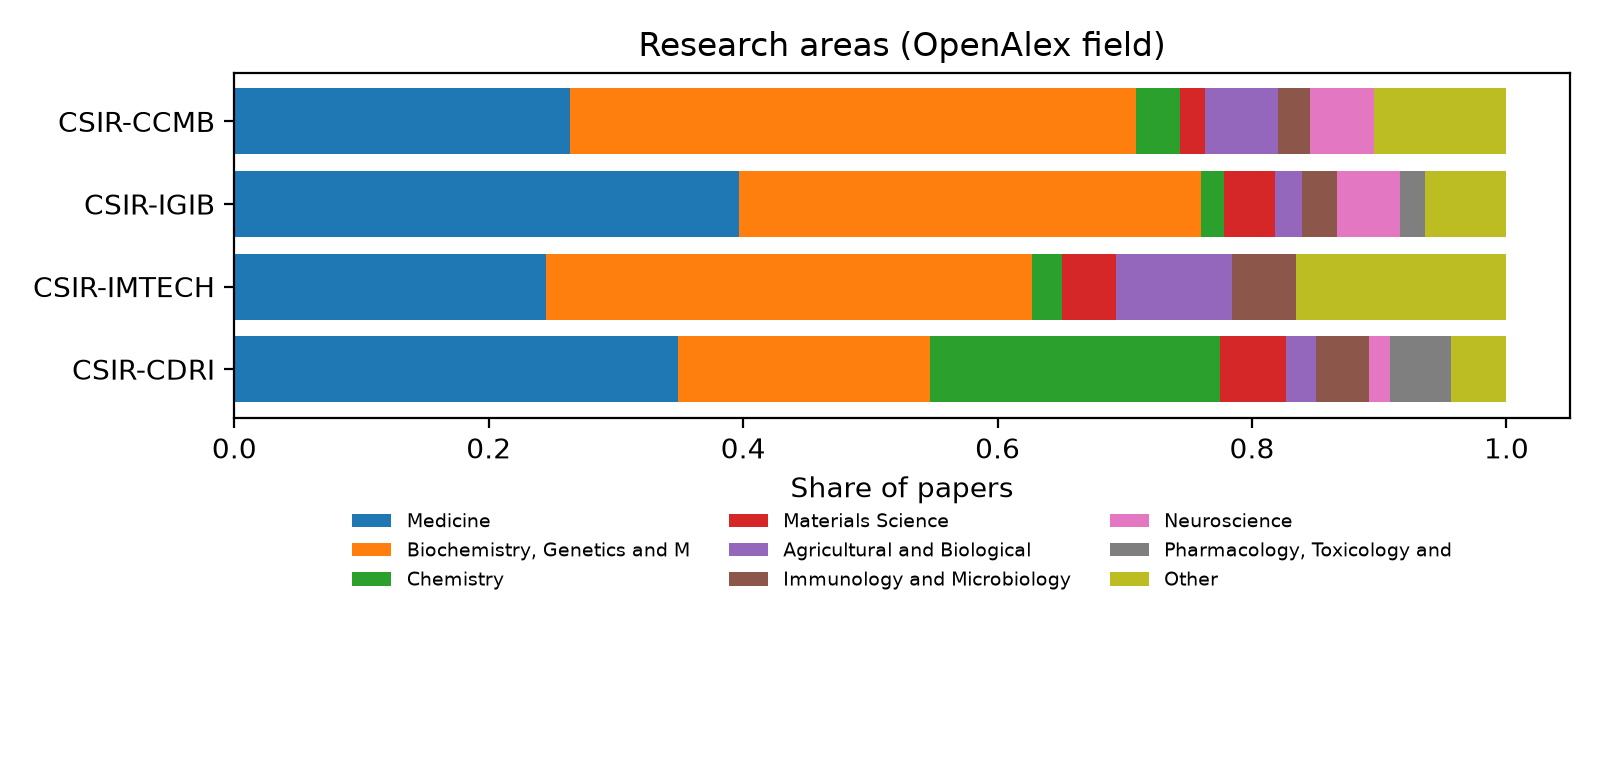 Research areas (OpenAlex field)
CSIR-CCMB
CSIR-IGIB
CSIR-IMTECH
CSIR-CDRI
0.0 0.2 0.4 0.6 0.8 1.0
Share of papers
Medicine
Biochemistry, Genetics and M
Chemistry
Materials Science
Agricultural and Biological
Immunology and Microbiology
Neuroscience
Pharmacology, Toxicology and
Other